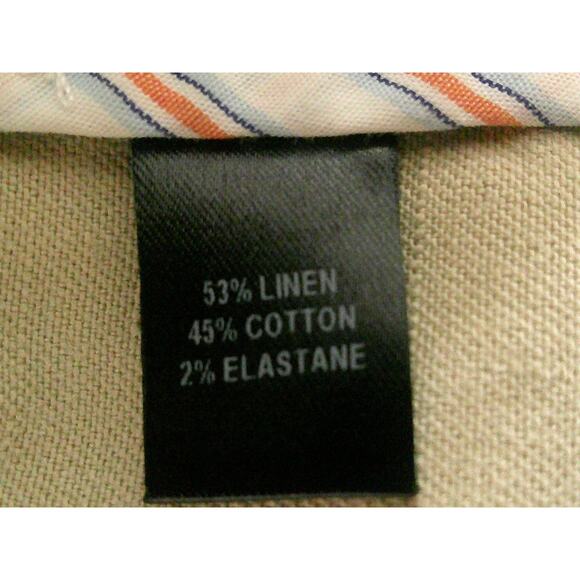 53% LINEN
45% COTTON
2% ELASTANE